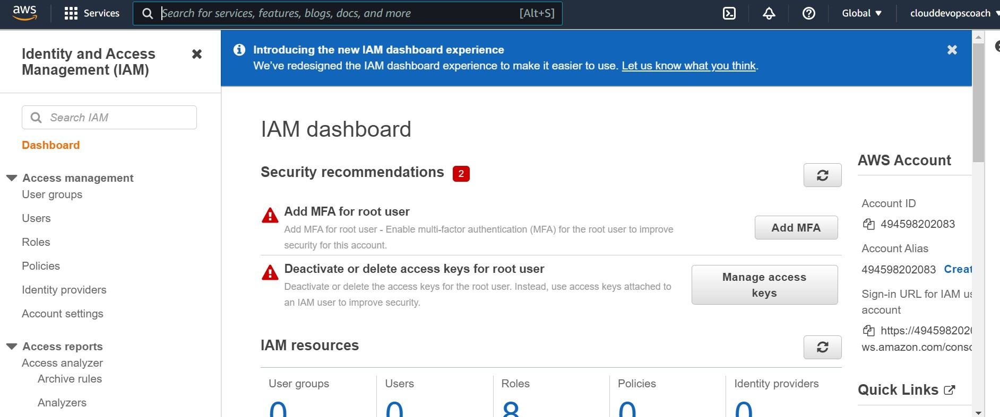 aws
Services
Search for services, features, blogs, docs, and more
[Alt+S]
Global
clouddevopscoach
Identity and Access
Management (IAM)
Search IAM
Dashboard
Access management
User groups
Users
Roles
Policies
Identity providers
Account settings
Access reports
Access analyzer
Archive rules
Analyzers
Introducing the new IAM dashboard experience
We've redesigned the IAM dashboard experience to make it easier to use. Let us know what you think.
IAM dashboard
Security recommendations 2
Add MFA for root user
Add MFA for root user - Enable multi-factor authentication (MFA) for the root user to improve
security for this account.
Add MFA
Deactivate or delete access keys for root user
Deactivate or delete the access keys for the root user. Instead, use access keys attached to
an IAM user to improve security.
Manage access
keys
IAM resources
User groups
0
Users
0
Roles
8
Policies
0
Identity providers
0
AWS Account
Account ID
494598202083
Account Alias
494598202083 Creat
Sign-in URL for IAM us
account
https://4945982020
ws.amazon.com/conso
Quick Links